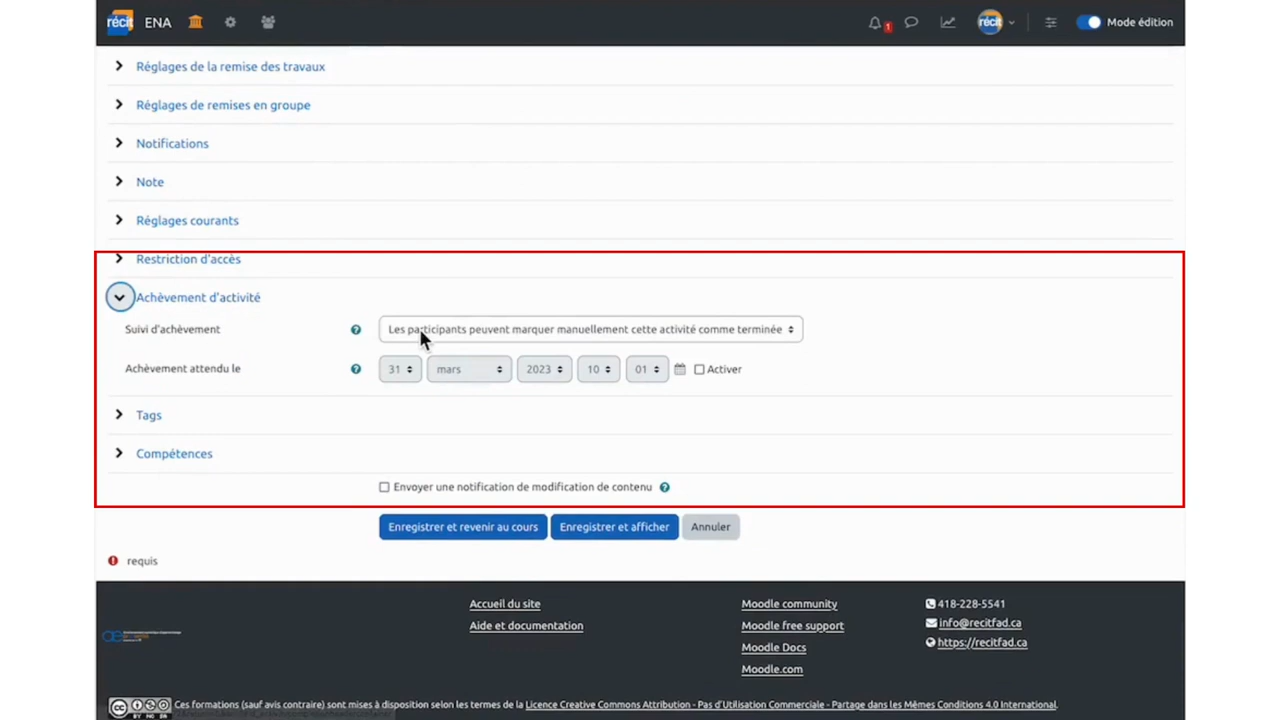 récit ENA 1 récit Mode édition
Réglages de la remise des travaux
Réglages de remises en groupe
Notifications
Note
Réglages courants
Restriction d'accès
Achèvement d'activité
Suivi d'achèvement Les participants peuvent marquer manuellement cette activité comme terminée
Achèvement attendu le 31 mars 2023 10 01 Activer
Tags
Compétences
Envoyer une notification de modification de contenu
Enregistrer et revenir au cours Enregistrer et afficher Annuler
requis
Accueil du site Moodle community 418-228-5541
Aide et documentation Moodle free support info@recitfad.ca
Moodle Docs https://recitfad.ca
Moodle.com
Ces formations (sauf avis contraire) sont mises à disposition selon les termes de la Licence Creative Commons Attribution - Pas d'Utilisation Commerciale - Partage dans les Mêmes Conditions 4.0 International.